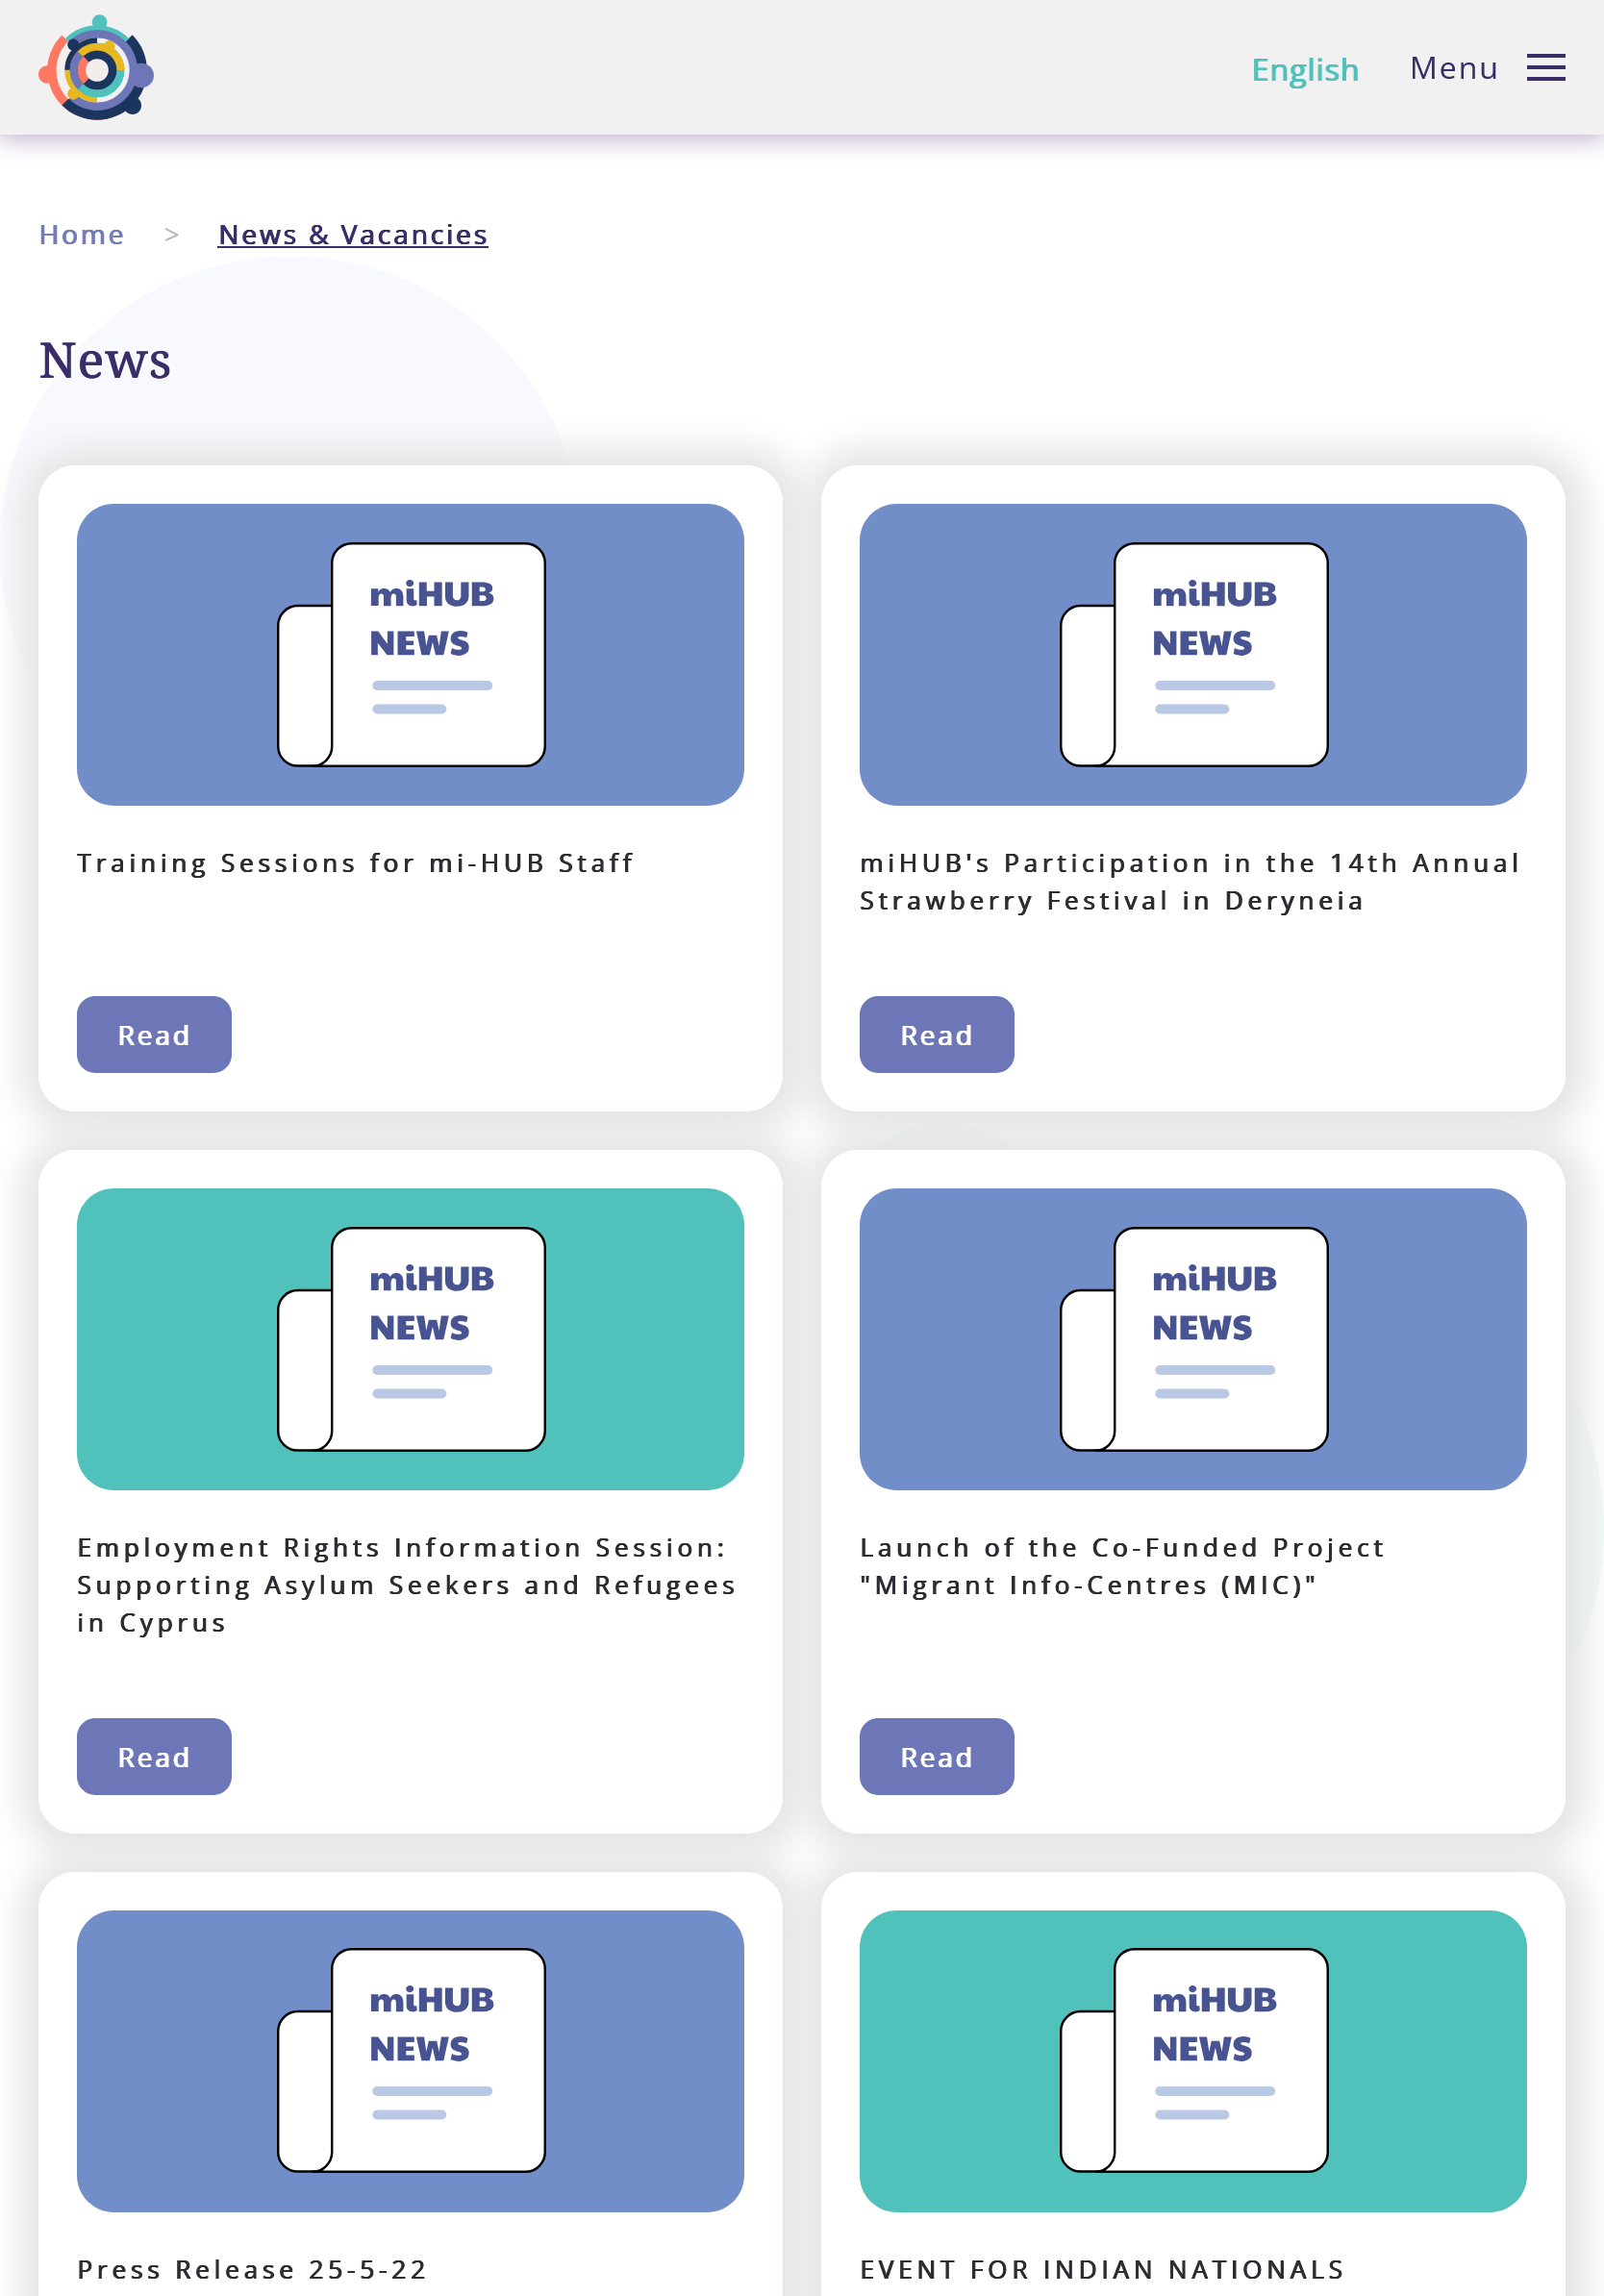 English
Menu
Home > News & Vacancies
News
miHUB
NEWS
Training Sessions for mi-HUB Staff
Read
miHUB
NEWS
miHUB's Participation in the 14th Annual
Strawberry Festival in Deryneia
Read
miHUB
NEWS
Employment Rights Information Session:
Supporting Asylum Seekers and Refugees
in Cyprus
Read
miHUB
NEWS
Launch of the Co-Funded Project
"Migrant Info-Centres (MIC)"
Read
miHUB
NEWS
Press Release 25-5-22
miHUB
NEWS
EVENT FOR INDIAN NATIONALS